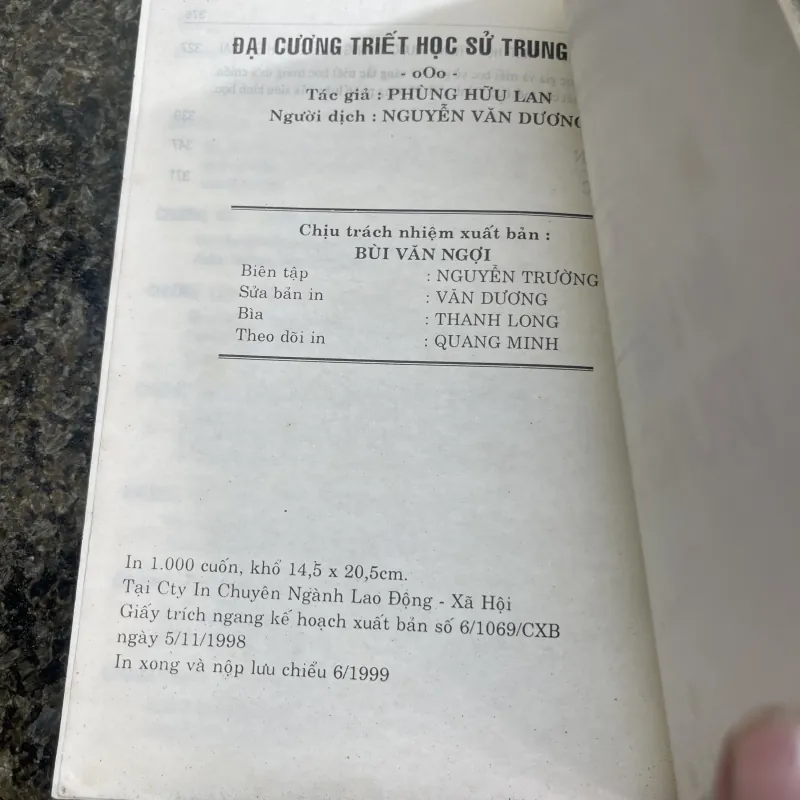 ĐẠI CƯƠNG TRIẾT HỌC SỬ TRUNG
- oOo -
Tác giả : PHÙNG HỮU LAN
Người dịch : NGUYỄN VĂN DƯƠNG
Chịu trách nhiệm xuất bản :
BÙI VĂN NGỢI
Biên tập : NGUYỄN TRƯỜNG
Sửa bản in : VĂN DƯƠNG
Bìa : THANH LONG
Theo dõi in : QUANG MINH
In 1.000 cuốn, khổ 14,5 x 20,5cm.
Tại Cty In Chuyên Ngành Lao Động - Xã Hội
Giấy trích ngang kế hoạch xuất bản số 6/1069/CXB
ngày 5/11/1998
In xong và nộp lưu chiểu 6/1999